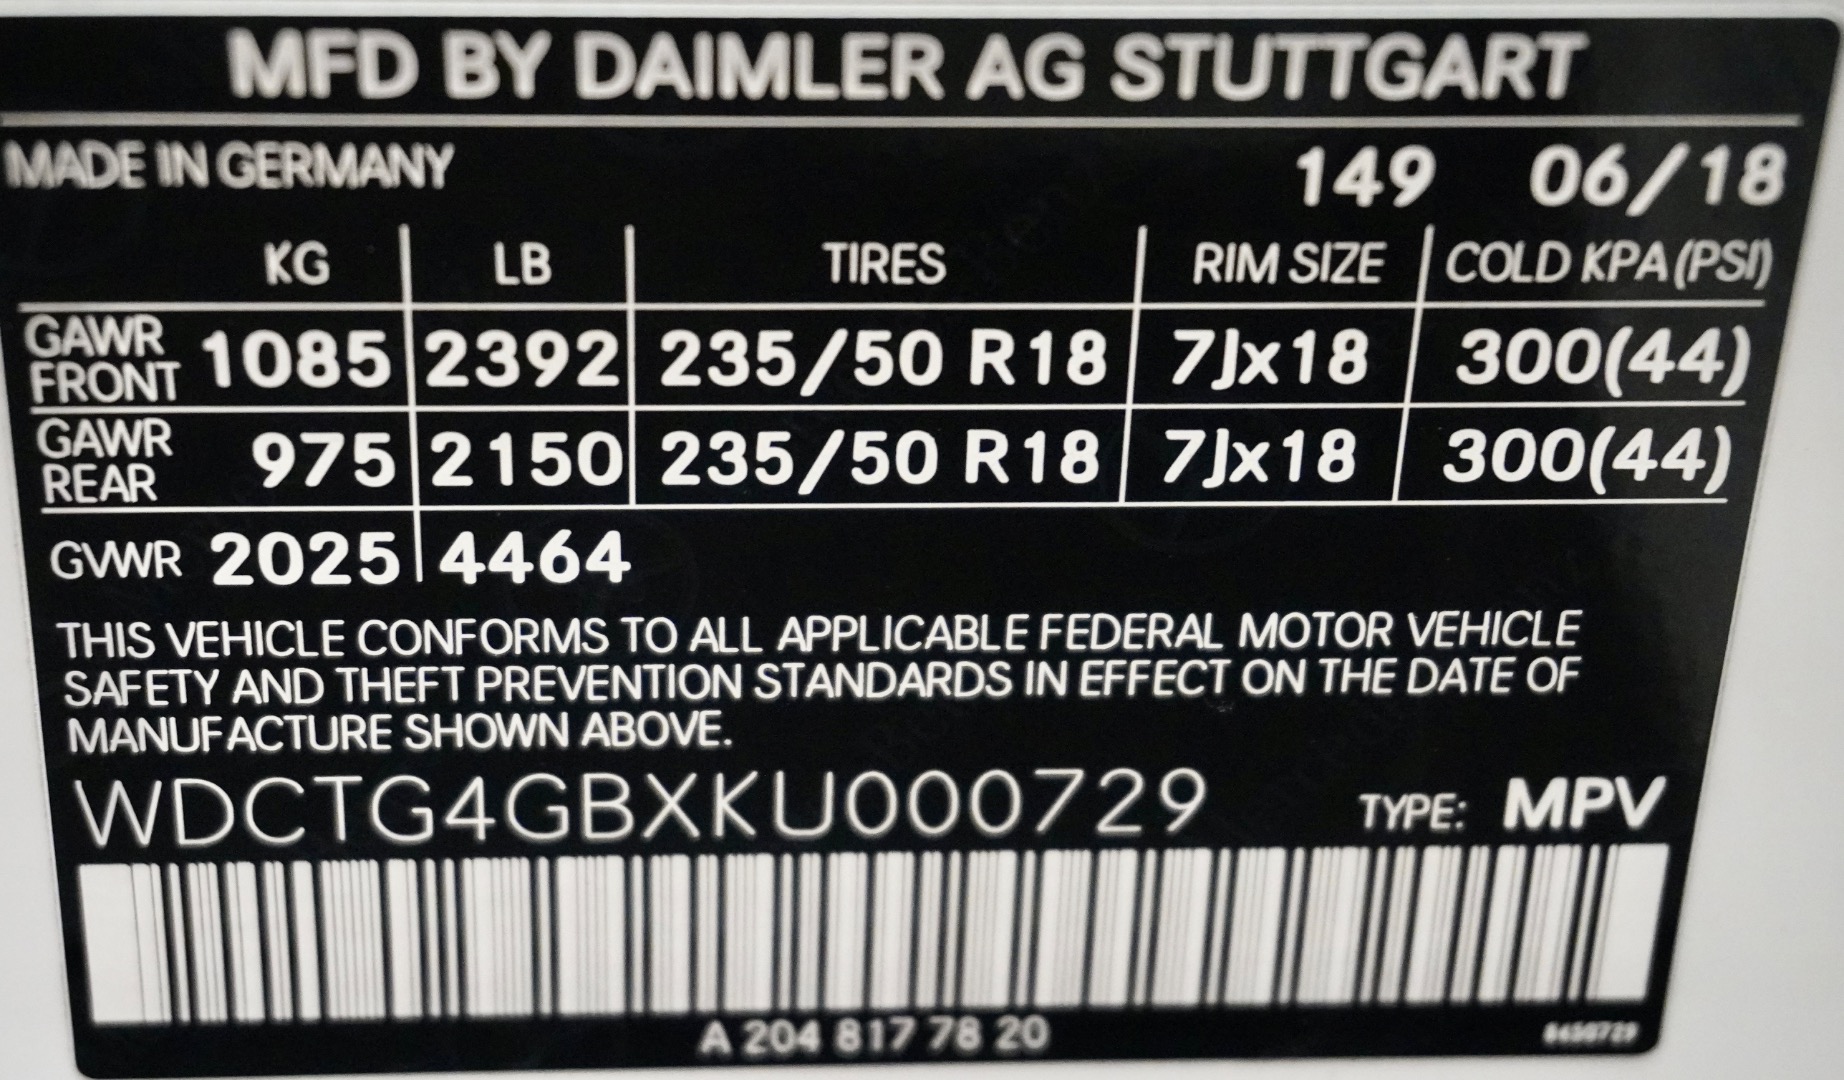 MFD BY DAIMLER AG STUTTGART
MADE IN GERMANY 149 06/18
KG LB TIRES RIM SIZE COLD KPA (PSI)
GAWR FRONT 1085 2392 235/50 R18 7Jx18 300(44)
GAWR REAR 975 2150 235/50 R18 7Jx18 300(44)
GVWR 2025 4464
THIS VEHICLE CONFORMS TO ALL APPLICABLE FEDERAL MOTOR VEHICLE
SAFETY AND THEFT PREVENTION STANDARDS IN EFFECT ON THE DATE OF
MANUFACTURE SHOWN ABOVE.
WDCTG4GBXKU000729 TYPE: MPV
A 204 817 78 20